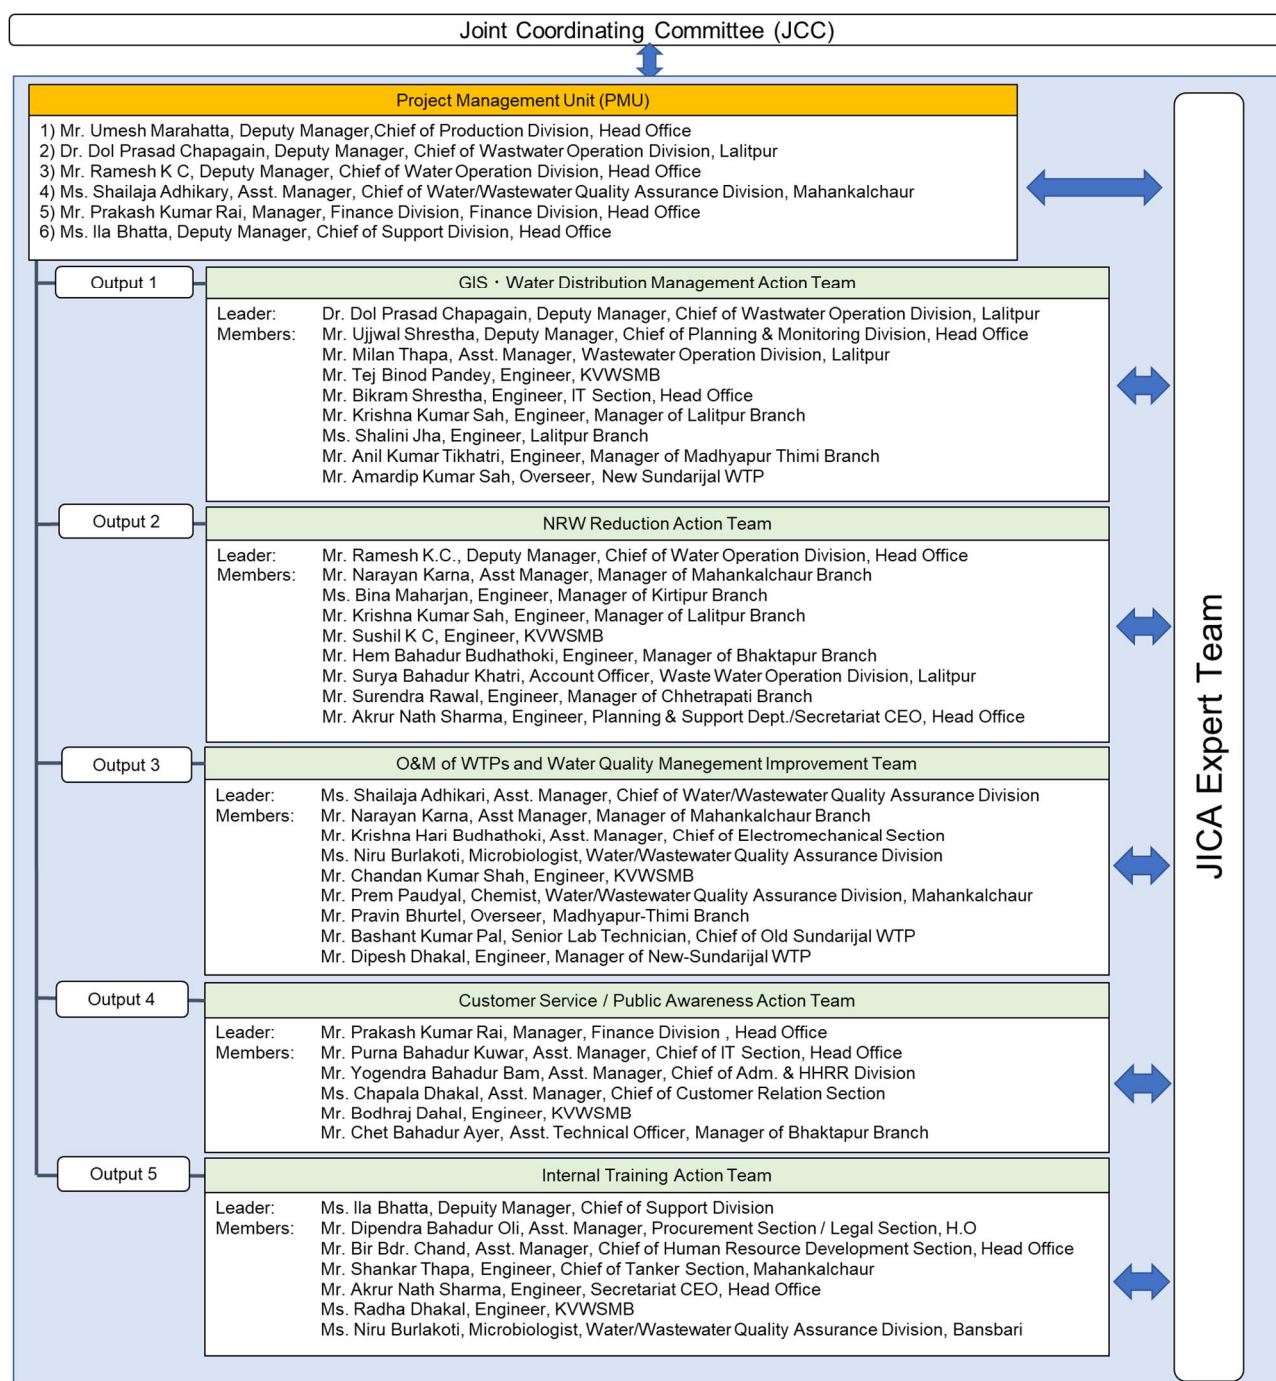 Joint Coordinating Committee (JCC)
Project Management Unit (PMU)
1) Mr. Umesh Marahatta, Deputy Manager,Chief of Production Division, Head Office
2) Dr. Dol Prasad Chapagain, Deputy Manager, Chief of Wastwater Operation Division, Lalitpur
3) Mr. Ramesh K C, Deputy Manager, Chief of Water Operation Division, Head Office
4) Ms. Shailaja Adhikary, Asst. Manager, Chief of Water/Wastewater Quality Assurance Division, Mahankalchaur
5) Mr. Prakash Kumar Rai, Manager, Finance Division, Finance Division, Head Office
6) Ms. Ila Bhatta, Deputy Manager, Chief of Support Division, Head Office
Output 1
GIS・Water Distribution Management Action Team
Leader: Dr. Dol Prasad Chapagain, Deputy Manager, Chief of Wastwater Operation Division, Lalitpur
Members: Mr. Ujjwal Shrestha, Deputy Manager, Chief of Planning & Monitoring Division, Head Office
Mr. Milan Thapa, Asst. Manager, Wastewater Operation Division, Lalitpur
Mr. Tej Binod Pandey, Engineer, KVWSMB
Mr. Bikram Shrestha, Engineer, IT Section, Head Office
Mr. Krishna Kumar Sah, Engineer, Manager of Lalitpur Branch
Ms. Shalini Jha, Engineer, Lalitpur Branch
Mr. Anil Kumar Tikhatri, Engineer, Manager of Madhyapur Thimi Branch
Mr. Amardip Kumar Sah, Overseer, New Sundarijal WTP
Output 2
NRW Reduction Action Team
Leader: Mr. Ramesh K.C., Deputy Manager, Chief of Water Operation Division, Head Office
Members: Mr. Narayan Karna, Asst Manager, Manager of Mahankalchaur Branch
Ms. Bina Maharjan, Engineer, Manager of Kirtipur Branch
Mr. Krishna Kumar Sah, Engineer, Manager of Lalitpur Branch
Mr. Sushil K C, Engineer, KVWSMB
Mr. Hem Bahadur Budhathoki, Engineer, Manager of Bhaktapur Branch
Mr. Surya Bahadur Khatri, Account Officer, Waste Water Operation Division, Lalitpur
Mr. Surendra Rawal, Engineer, Manager of Chhetrapati Branch
Mr. Akrur Nath Sharma, Engineer, Planning & Support Dept./Secretariat CEO, Head Office
Output 3
O&M of WTPs and Water Quality Manegement Improvement Team
Leader: Ms. Shailaja Adhikari, Asst. Manager, Chief of Water/Wastewater Quality Assurance Division
Members: Mr. Narayan Karna, Asst Manager, Manager of Mahankalchaur Branch
Mr. Krishna Hari Budhathoki, Asst. Manager, Chief of Electromechanical Section
Ms. Niru Burlakoti, Microbiologist, Water/Wastewater Quality Assurance Division
Mr. Chandan Kumar Shah, Engineer, KVWSMB
Mr. Prem Paudyal, Chemist, Water/Wastewater Quality Assurance Division, Mahankalchaur
Mr. Pravin Bhurtel, Overseer, Madhyapur-Thimi Branch
Mr. Bashant Kumar Pal, Senior Lab Technician, Chief of Old Sundarijal WTP
Mr. Dipesh Dhakal, Engineer, Manager of New-Sundarijal WTP
Output 4
Customer Service / Public Awareness Action Team
Leader: Mr. Prakash Kumar Rai, Manager, Finance Division , Head Office
Members: Mr. Purna Bahadur Kuwar, Asst. Manager, Chief of IT Section, Head Office
Mr. Yogendra Bahadur Bam, Asst. Manager, Chief of Adm. & HHRR Division
Ms. Chapala Dhakal, Asst. Manager, Chief of Customer Relation Section
Mr. Bodhraj Dahal, Engineer, KVWSMB
Mr. Chet Bahadur Ayer, Asst. Technical Officer, Manager of Bhaktapur Branch
Output 5
Internal Training Action Team
Leader: Ms. Ila Bhatta, Depuity Manager, Chief of Support Division
Members: Mr. Dipendra Bahadur Oli, Asst. Manager, Procurement Section / Legal Section, H.O
Mr. Bir Bdr. Chand, Asst. Manager, Chief of Human Resource Development Section, Head Office
Mr. Shankar Thapa, Engineer, Chief of Tanker Section, Mahankalchaur
Mr. Akrur Nath Sharma, Engineer, Secretariat CEO, Head Office
Ms. Radha Dhakal, Engineer, KVWSMB
Ms. Niru Burlakoti, Microbiologist, Water/Wastewater Quality Assurance Division, Bansbari
JICA Expert Team